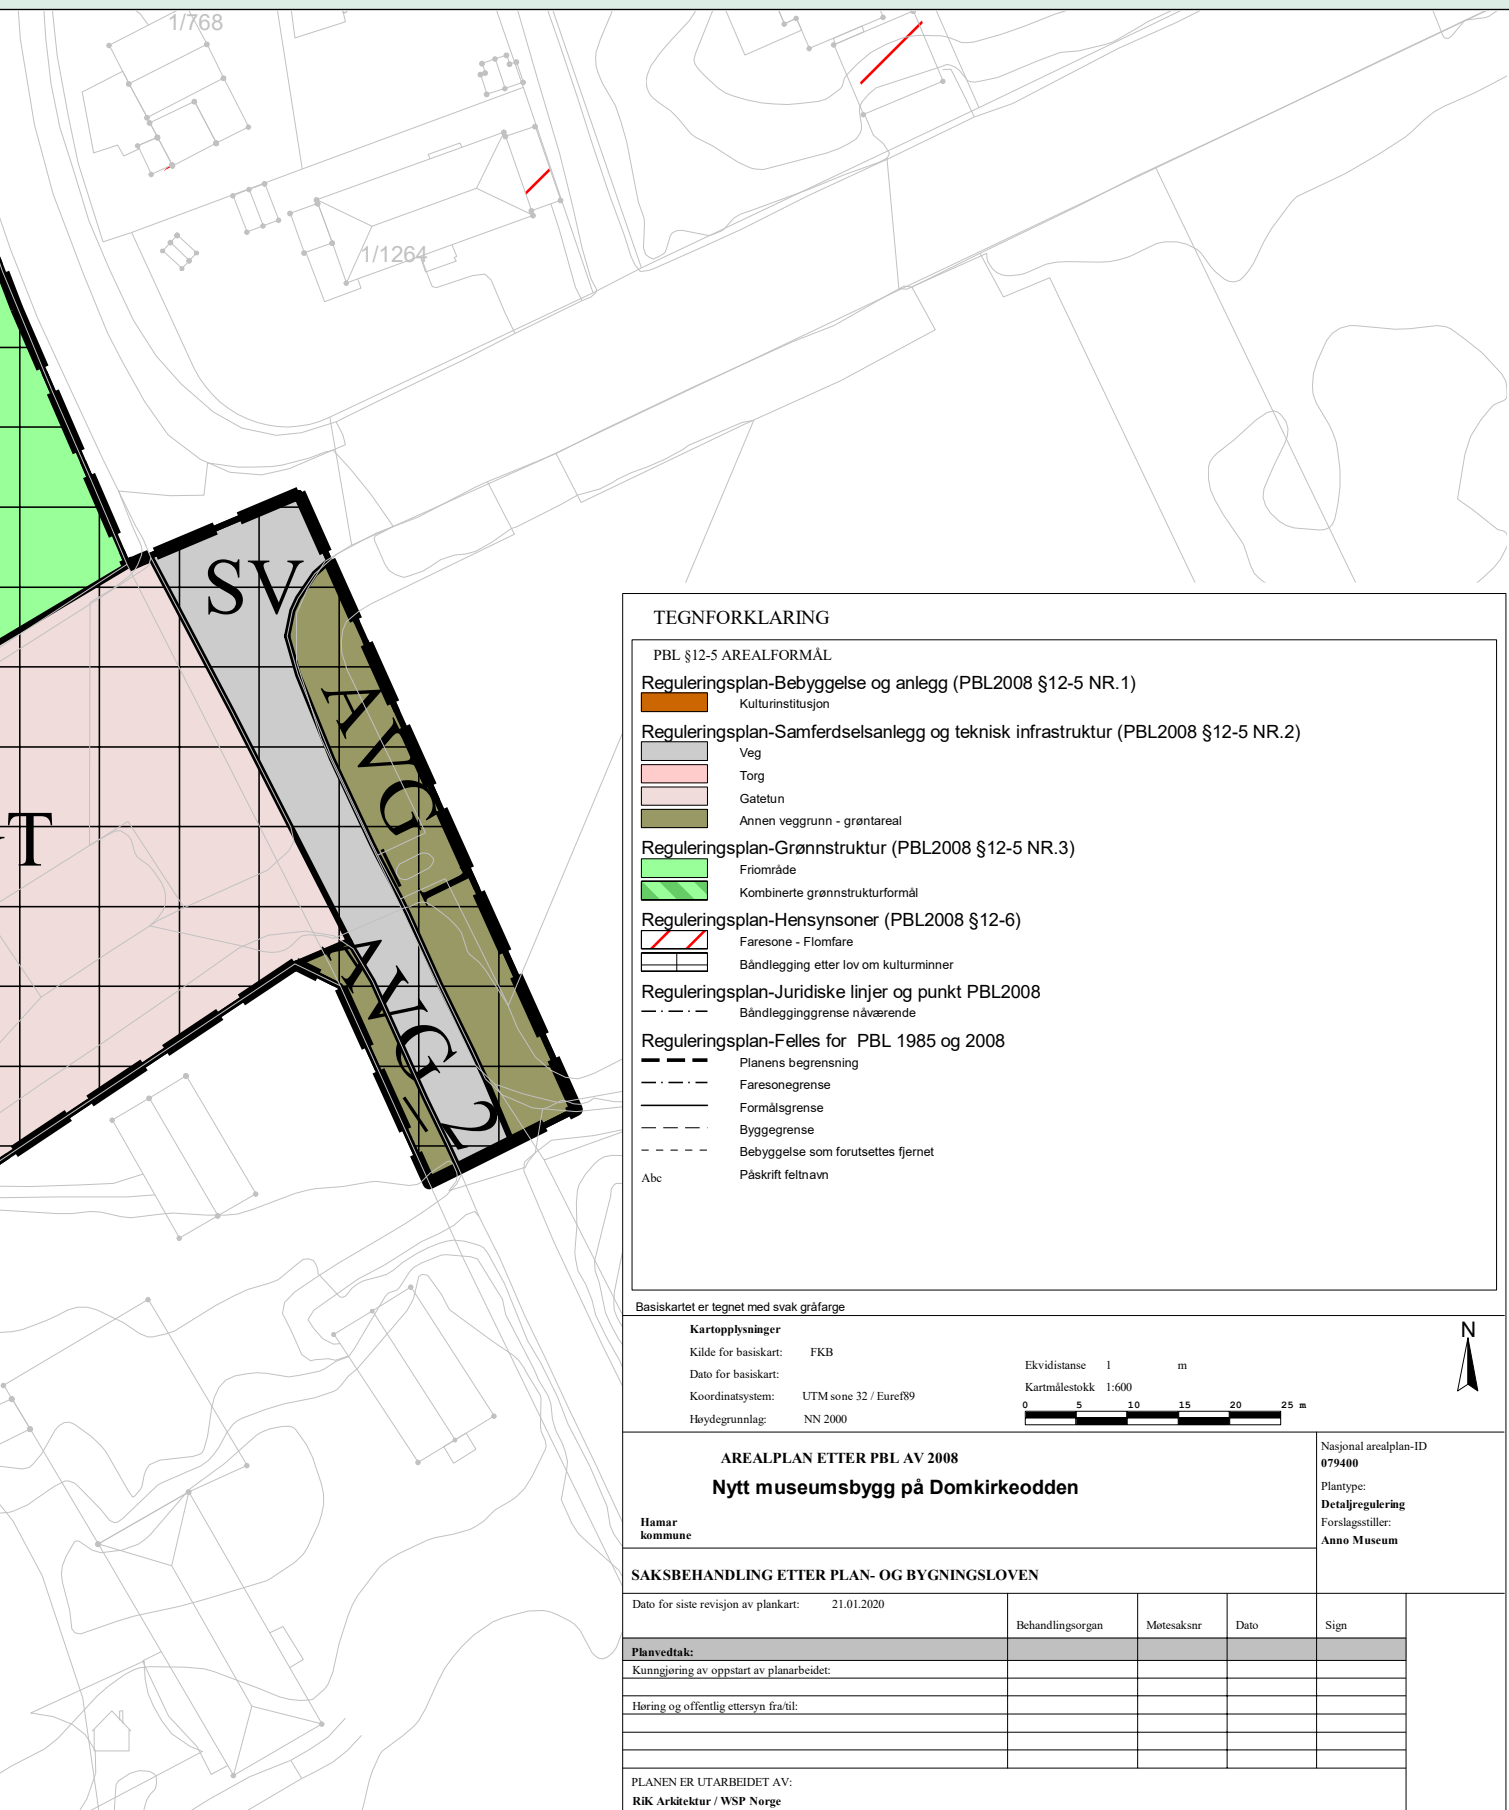 1/768
1/1264
SV
AVG_1
AVG_2
TEGNFORKLARING
PBL §12-5 AREALFORMÅL
Reguleringsplan-Bebyggelse og anlegg (PBL2008 §12-5 NR.1)
Kulturinstitusjon
Reguleringsplan-Samferdselsanlegg og teknisk infrastruktur (PBL2008 §12-5 NR.2)
Veg
Torg
Gatetun
Annen veggrunn - grøntareal
Reguleringsplan-Grønnstruktur (PBL2008 §12-5 NR.3)
Friområde
Kombinerte grønnstrukturformål
Reguleringsplan-Hensynsoner (PBL2008 §12-6)
Faresone - Flomfare
Båndlegging etter lov om kulturminner
Reguleringsplan-Juridiske linjer og punkt PBL2008
Båndlegginggrense nåværende
Reguleringsplan-Felles for PBL 1985 og 2008
Planens begrensning
Faresonegrense
Formålsgrense
Byggegrense
Bebyggelse som forutsettes fjernet
Abc Påskrift feltnavn
Basiskartet er tegnet med svak gråfarge
Kartopplysninger
Kilde for basiskart: FKB
Dato for basiskart:
Koordinatsystem: UTM sone 32 / Euref89
Høydegrunnlag: NN 2000
Ekvidistanse 1 m
Kartmålestokk 1:600
0 5 10 15 20 25 m
N
AREALPLAN ETTER PBL AV 2008
Nytt museumsbygg på Domkirkeodden
Hamar
kommune
Nasjonal arealplan-ID
079400
Plantype:
Detaljregulering
Forslagsstiller:
Anno Museum
SAKSBEHANDLING ETTER PLAN- OG BYGNINGSLOVEN
Dato for siste revisjon av plankart: 21.01.2020
Behandlingsorgan Møtesaksnr Dato Sign
Planvedtak:
Kunngjøring av oppstart av planarbeidet:
Høring og offentlig ettersyn fra/til:
PLANEN ER UTARBEIDET AV:
RiK Arkitektur / WSP Norge